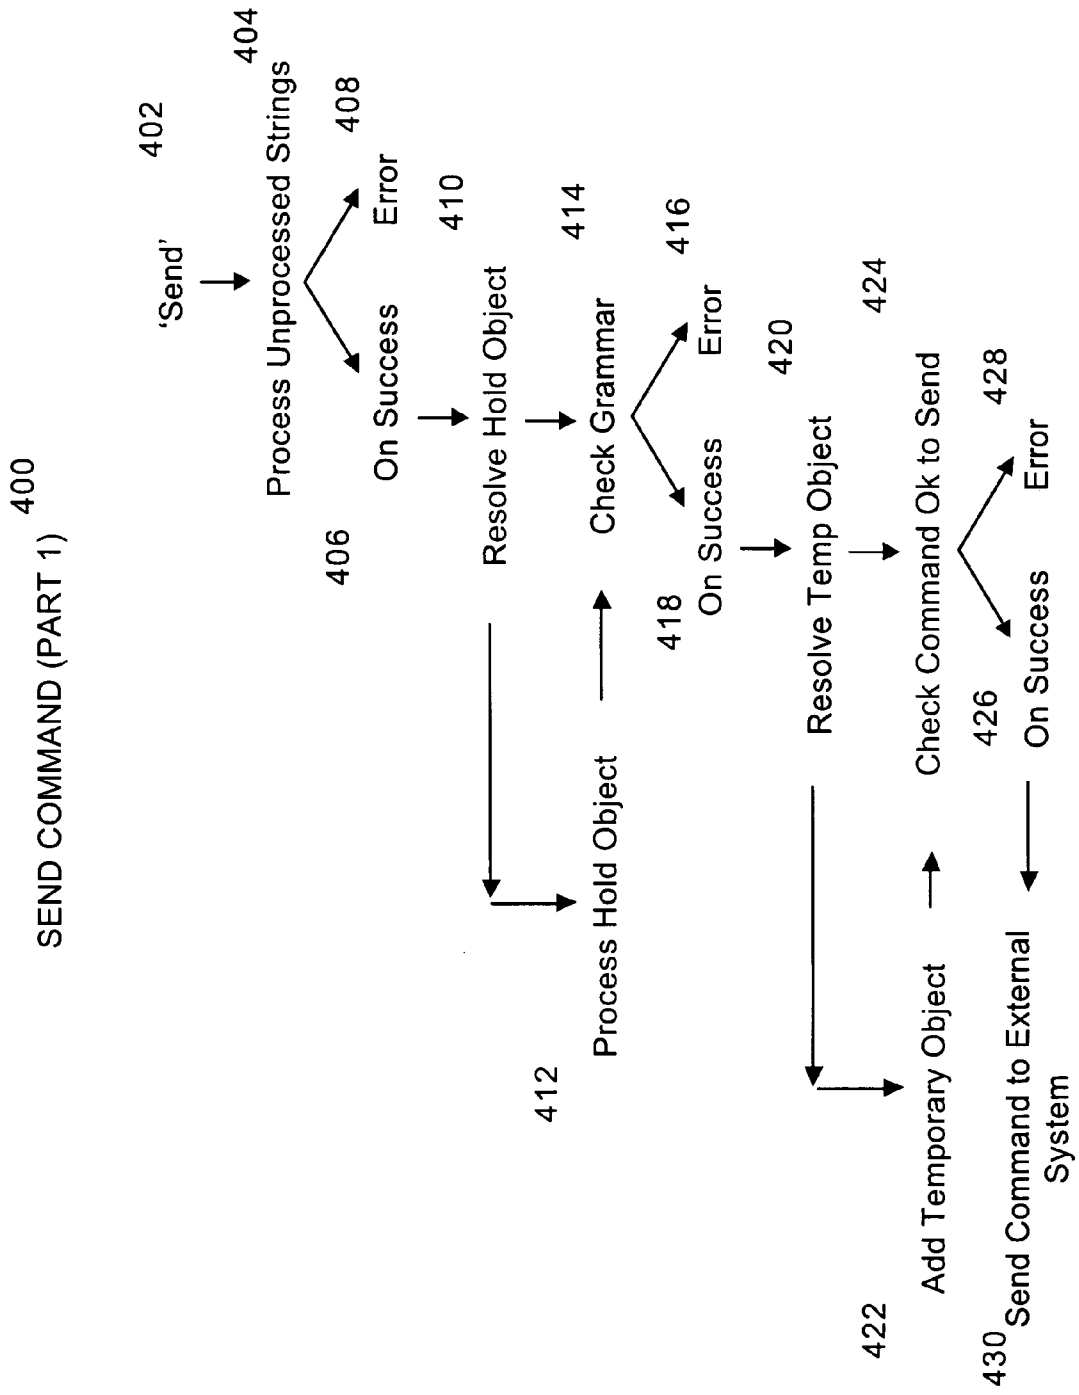 SEND COMMAND (PART 1)
400
402
‘Send’
404
Process Unprocessed Strings
406
408
On Success
Error
410
Resolve Hold Object
412
414
Process Hold Object
Check Grammar
416
418
On Success
Error
420
Resolve Temp Object
422
424
Add Temporary Object
Check Command Ok to Send
426
428
On Success
Error
430
Send Command to External
System